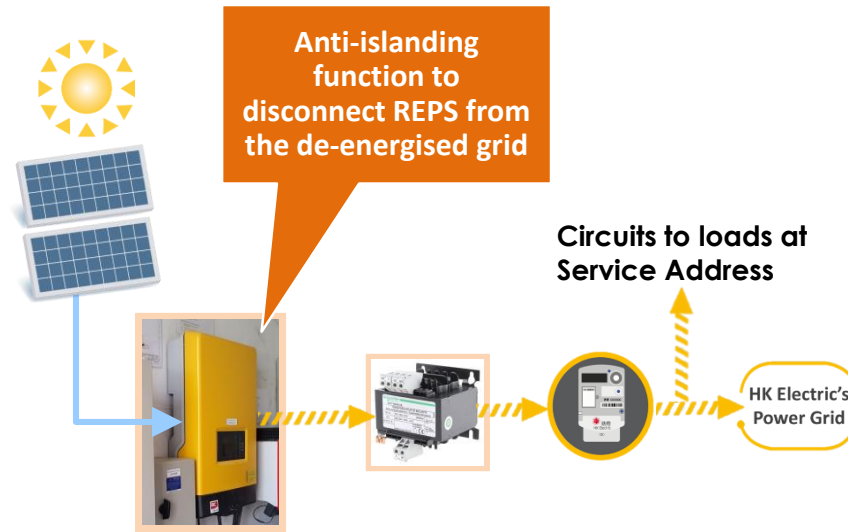 Anti-islanding
function to
disconnect REPS from
the de-energised grid
Circuits to loads at
Service Address
HK Electric's
Power Grid